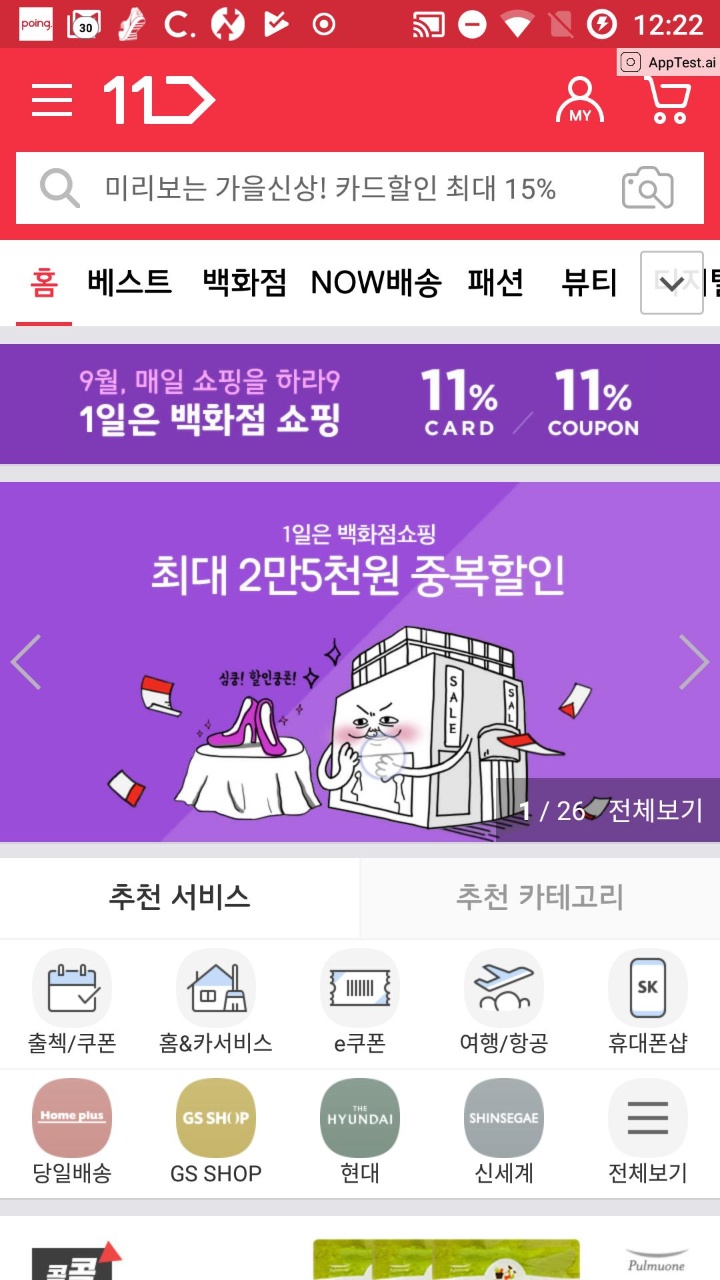 poing
30
C.
12:22
AppTest.ai
11
MY
미리보는 가을신상! 카드할인 최대 15%
홈 베스트 백화점 NOW배송 패션 뷰티 디지털
9월, 매일 쇼핑을 하라9
1일은 백화점 쇼핑
11% CARD
11% COUPON
1일은 백화점쇼핑
최대 2만5천원 중복할인
심쿵! 할인쿵폰!
SALE
SAL
1 / 26 전체보기
추천 서비스
추천 카테고리
출첵/쿠폰 홈&카서비스 e쿠폰 여행/항공
SK
휴대폰샵
Home plus
GS SHOP
THE
HYUNDAI
SHINSEGAE
당일배송 GS SHOP 현대 신세계 전체보기
콕콕
Pulmuone